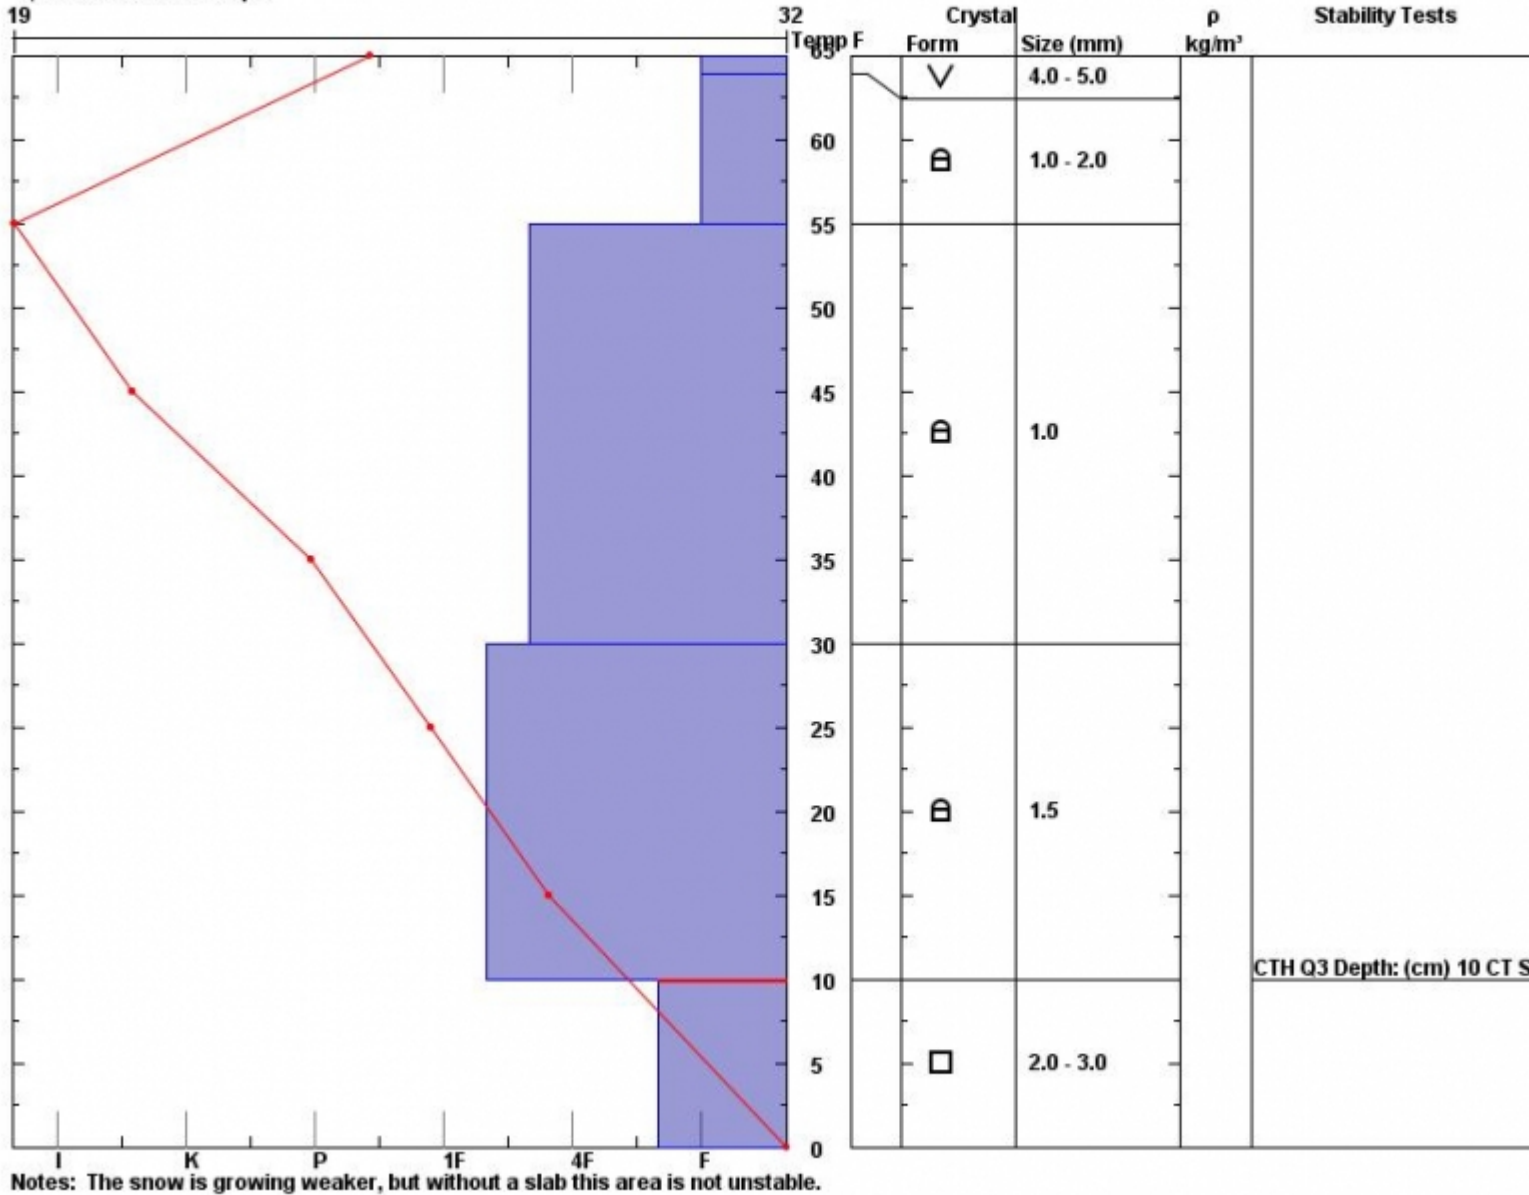 19 32 Crystal ρ Stability Tests
Temp F Form Size (mm) kg/m³
65
4.0 - 5.0
60 1.0 - 2.0
55
50
45
1.0
40
35
30
25
20 1.5
15
CTH Q3 Depth: (cm) 10 CT S
10
5 2.0 - 3.0
0
I K P 1F 4F F
Notes: The snow is growing weaker, but without a slab this area is not unstable.